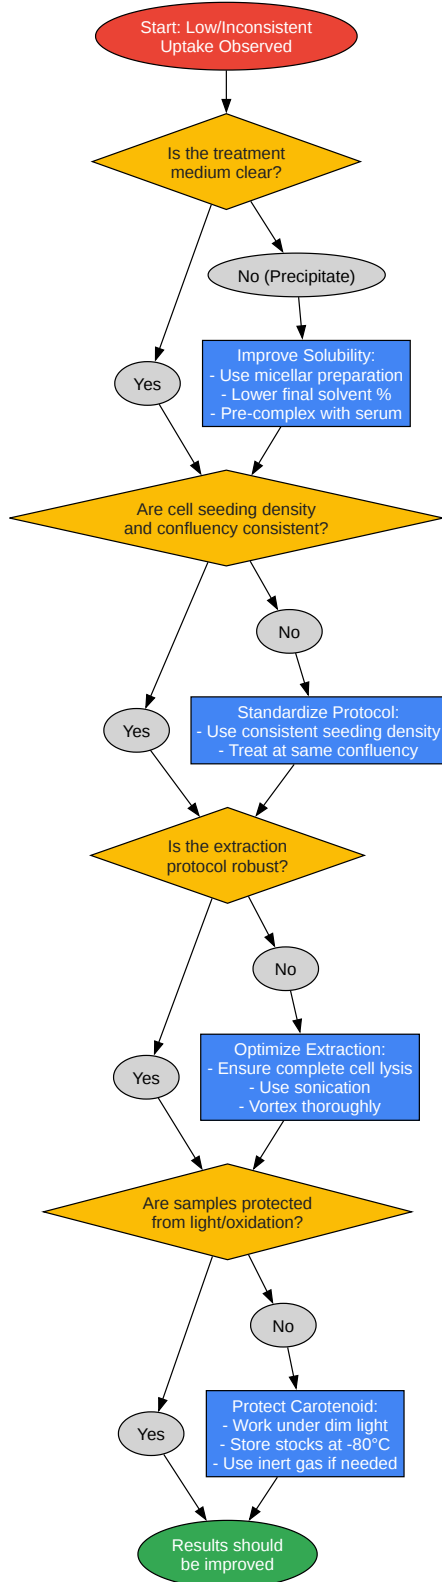 Start: Low/Inconsistent
Uptake Observed
Is the treatment
medium clear?
No (Precipitate)
Improve Solubility:
- Use micellar preparation
- Lower final solvent %
- Pre-complex with serum
Yes
Are cell seeding density
and confluency consistent?
No
Standardize Protocol:
- Use consistent seeding density
- Treat at same confluency
Yes
Is the extraction
protocol robust?
No
Optimize Extraction:
- Ensure complete cell lysis
- Use sonication
- Vortex thoroughly
Yes
Are samples protected
from light/oxidation?
No
Protect Carotenoid:
- Work under dim light
- Store stocks at -80°C
- Use inert gas if needed
Yes
Results should
be improved